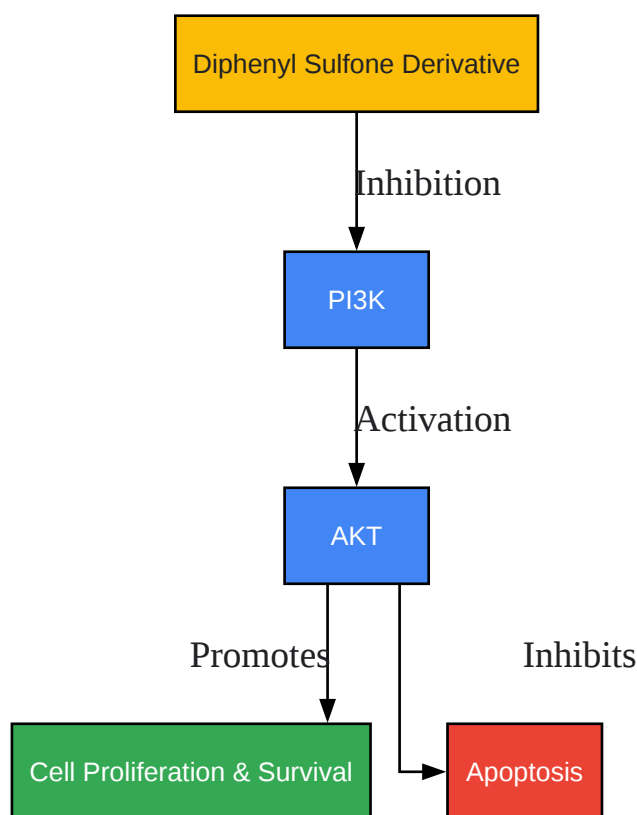 Diphenyl Sulfone Derivative
Inhibition
PI3K
Activation
AKT
Promotes
Inhibits
Cell Proliferation & Survival
Apoptosis